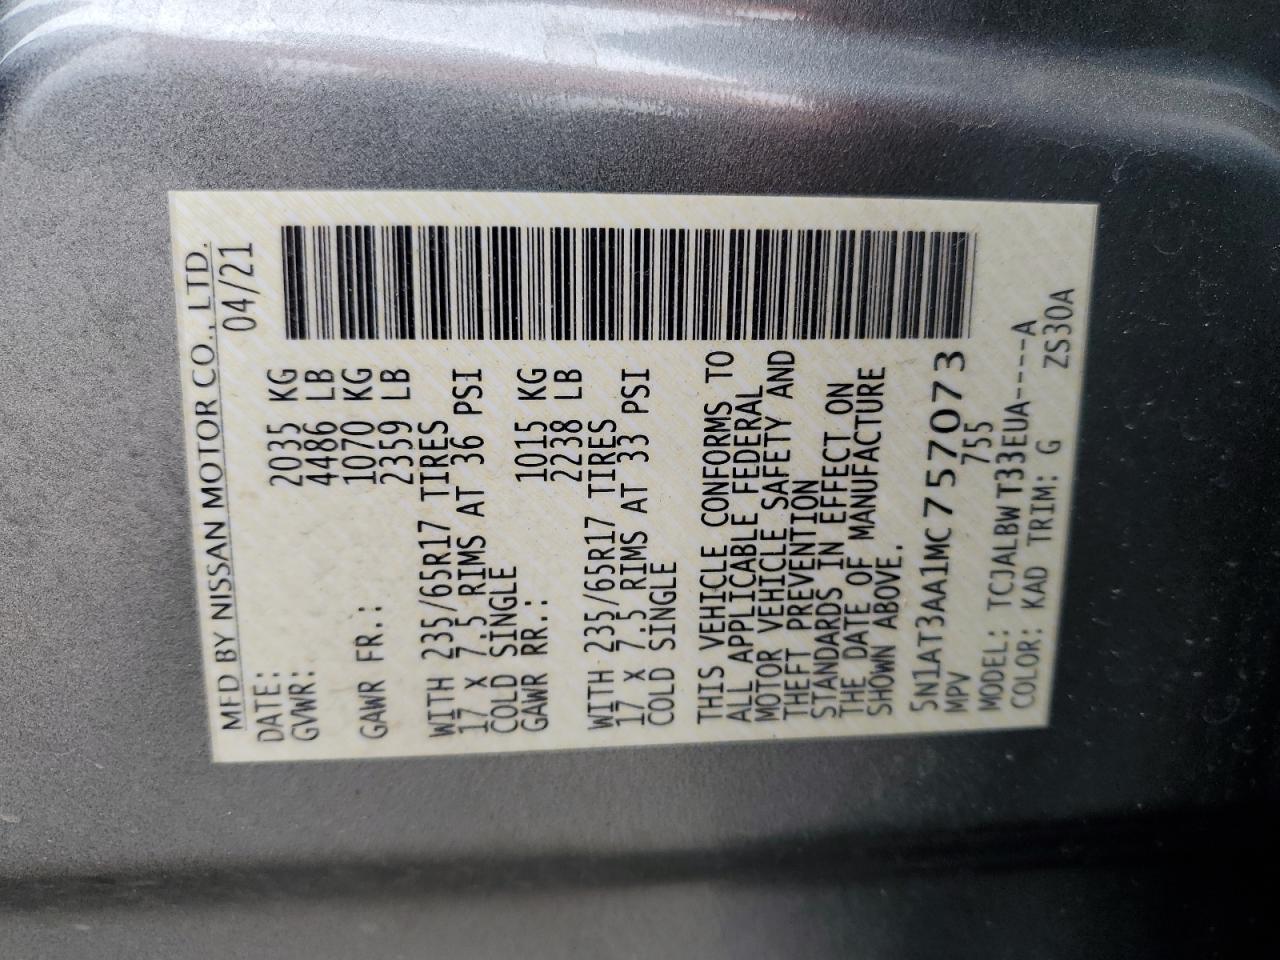 MFD BY NISSAN MOTOR CO., LTD.
DATE: 04/21
GVWR: 2035 KG
4486 LB
GAWR FR.: 1070 KG
2359 LB
WITH 235/65R17 TIRES
17 X 7.5 RIMS AT 36 PSI
COLD SINGLE
GAWR RR.: 1015 KG
2238 LB
WITH 235/65R17 TIRES
17 X 7.5 RIMS AT 33 PSI
COLD SINGLE
THIS VEHICLE CONFORMS TO
ALL APPLICABLE FEDERAL
MOTOR VEHICLE SAFETY AND
THEFT PREVENTION
STANDARDS IN EFFECT ON
THE DATE OF MANUFACTURE
SHOWN ABOVE.
5N1AT3AA1MC757073
MPV 755
MODEL: TCJALBWT33EUA-----A
COLOR: KAD TRIM: G ZS30A